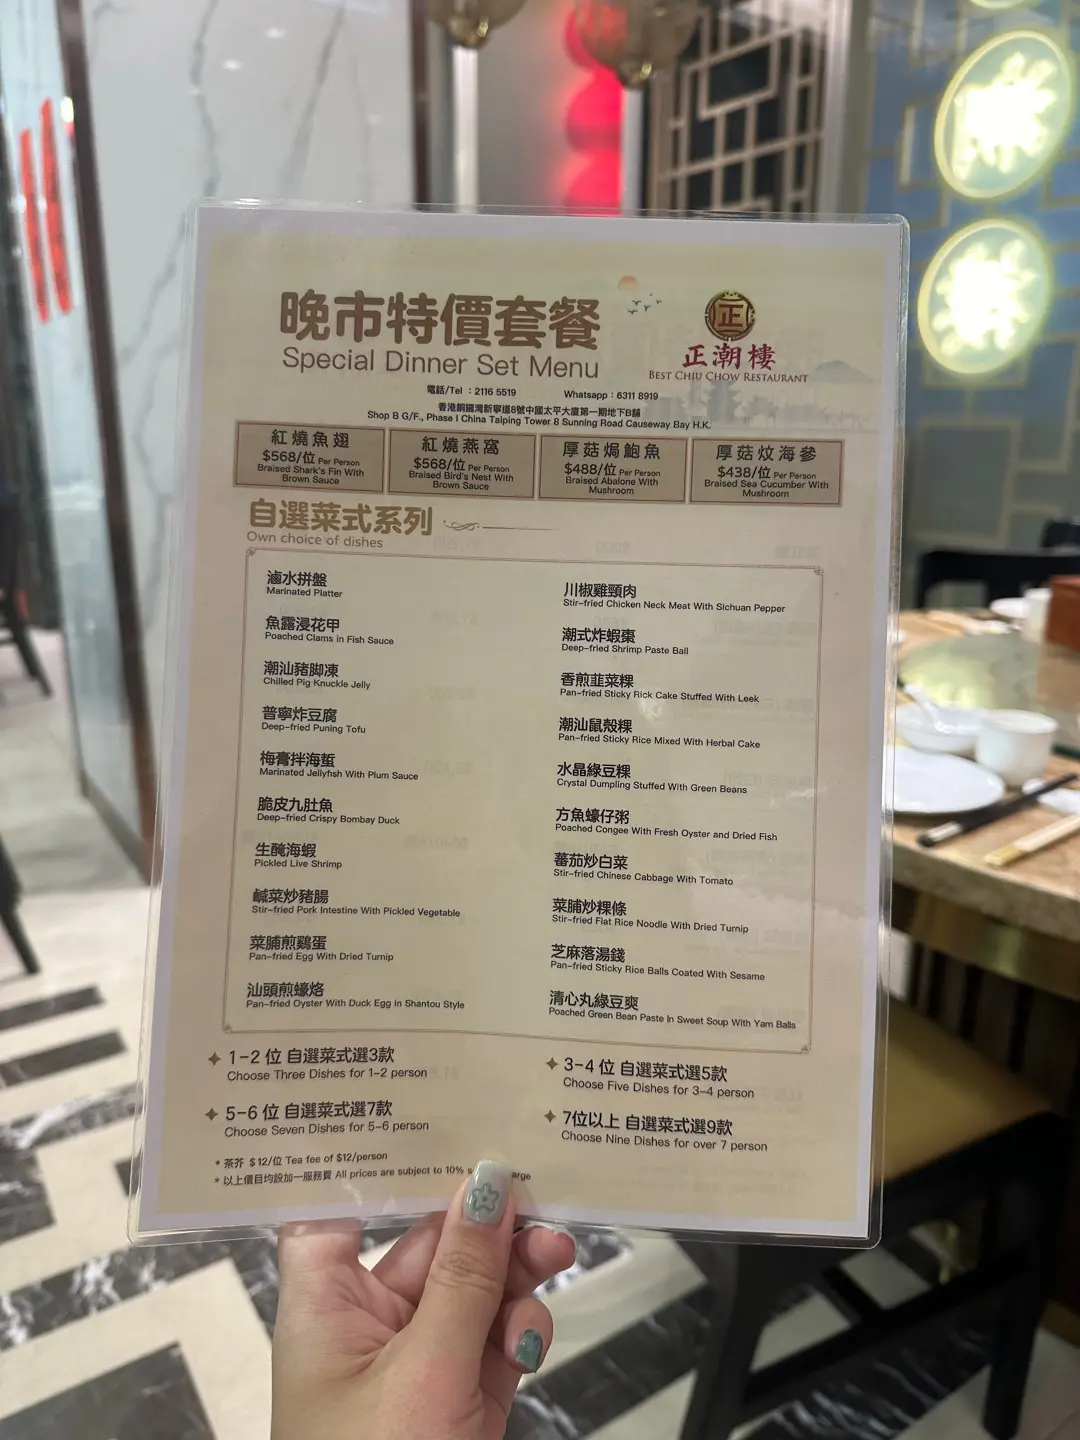 晚市特價套餐
Special Dinner Set Menu
正
正潮樓
BEST CHIU CHOW RESTAURANT
電話/Tel：2116 5519 Whatsapp：6311 8919
香港銅鑼灣新寧道8號中國太平大廈第一期地下B舖
Shop B G/F., Phase I China Taiping Tower 8 Sunning Road Causeway Bay H.K.
紅燒魚翅
$568/位 Per Person
Braised Shark's Fin With
Brown Sauce
紅燒燕窩
$568/位 Per Person
Braised Bird's Nest With
Brown Sauce
厚菇焗鮑魚
$488/位 Per Person
Braised Abalone With
Mushroom
厚菇炆海參
$438/位 Per Person
Braised Sea Cucumber With
Mushroom
自選菜式系列
Own choice of dishes
滷水拼盤
Marinated Platter
魚露浸花甲
Poached Clams in Fish Sauce
潮汕豬脚凍
Chilled Pig Knuckle Jelly
普寧炸豆腐
Deep-fried Puning Tofu
梅膏拌海蜇
Marinated Jellyfish With Plum Sauce
脆皮九肚魚
Deep-fried Crispy Bombay Duck
生醃海蝦
Pickled Live Shrimp
鹹菜炒豬腸
Stir-fried Pork Intestine With Pickled Vegetable
菜脯煎鷄蛋
Pan-fried Egg With Dried Turnip
汕頭煎蠔烙
Pan-fried Oyster With Duck Egg in Shantou Style
川椒雞頸肉
Stir-fried Chicken Neck Meat With Sichuan Pepper
潮式炸蝦棗
Deep-fried Shrimp Paste Ball
香煎韮菜粿
Pan-fried Sticky Rick Cake Stuffed With Leek
潮汕鼠殼粿
Pan-fried Sticky Rice Mixed With Herbal Cake
水晶綠豆粿
Crystal Dumpling Stuffed With Green Beans
方魚蠔仔粥
Poached Congee With Fresh Oyster and Dried Fish
蕃茄炒白菜
Stir-fried Chinese Cabbage With Tomato
菜脯炒粿條
Stir-fried Flat Rice Noodle With Dried Turnip
芝麻落湯錢
Pan-fried Sticky Rice Balls Coated With Sesame
清心丸綠豆爽
Poached Green Bean Paste In Sweet Soup With Yam Balls
1-2 位 自選菜式選3款
Choose Three Dishes for 1-2 person
3-4 位 自選菜式選5款
Choose Five Dishes for 3-4 person
5-6 位 自選菜式選7款
Choose Seven Dishes for 5-6 person
7位以上 自選菜式選9款
Choose Nine Dishes for over 7 person
* 茶芥 $12/位 Tea fee of $12/person
* 以上價目均設加一服務費 All prices are subject to 10%